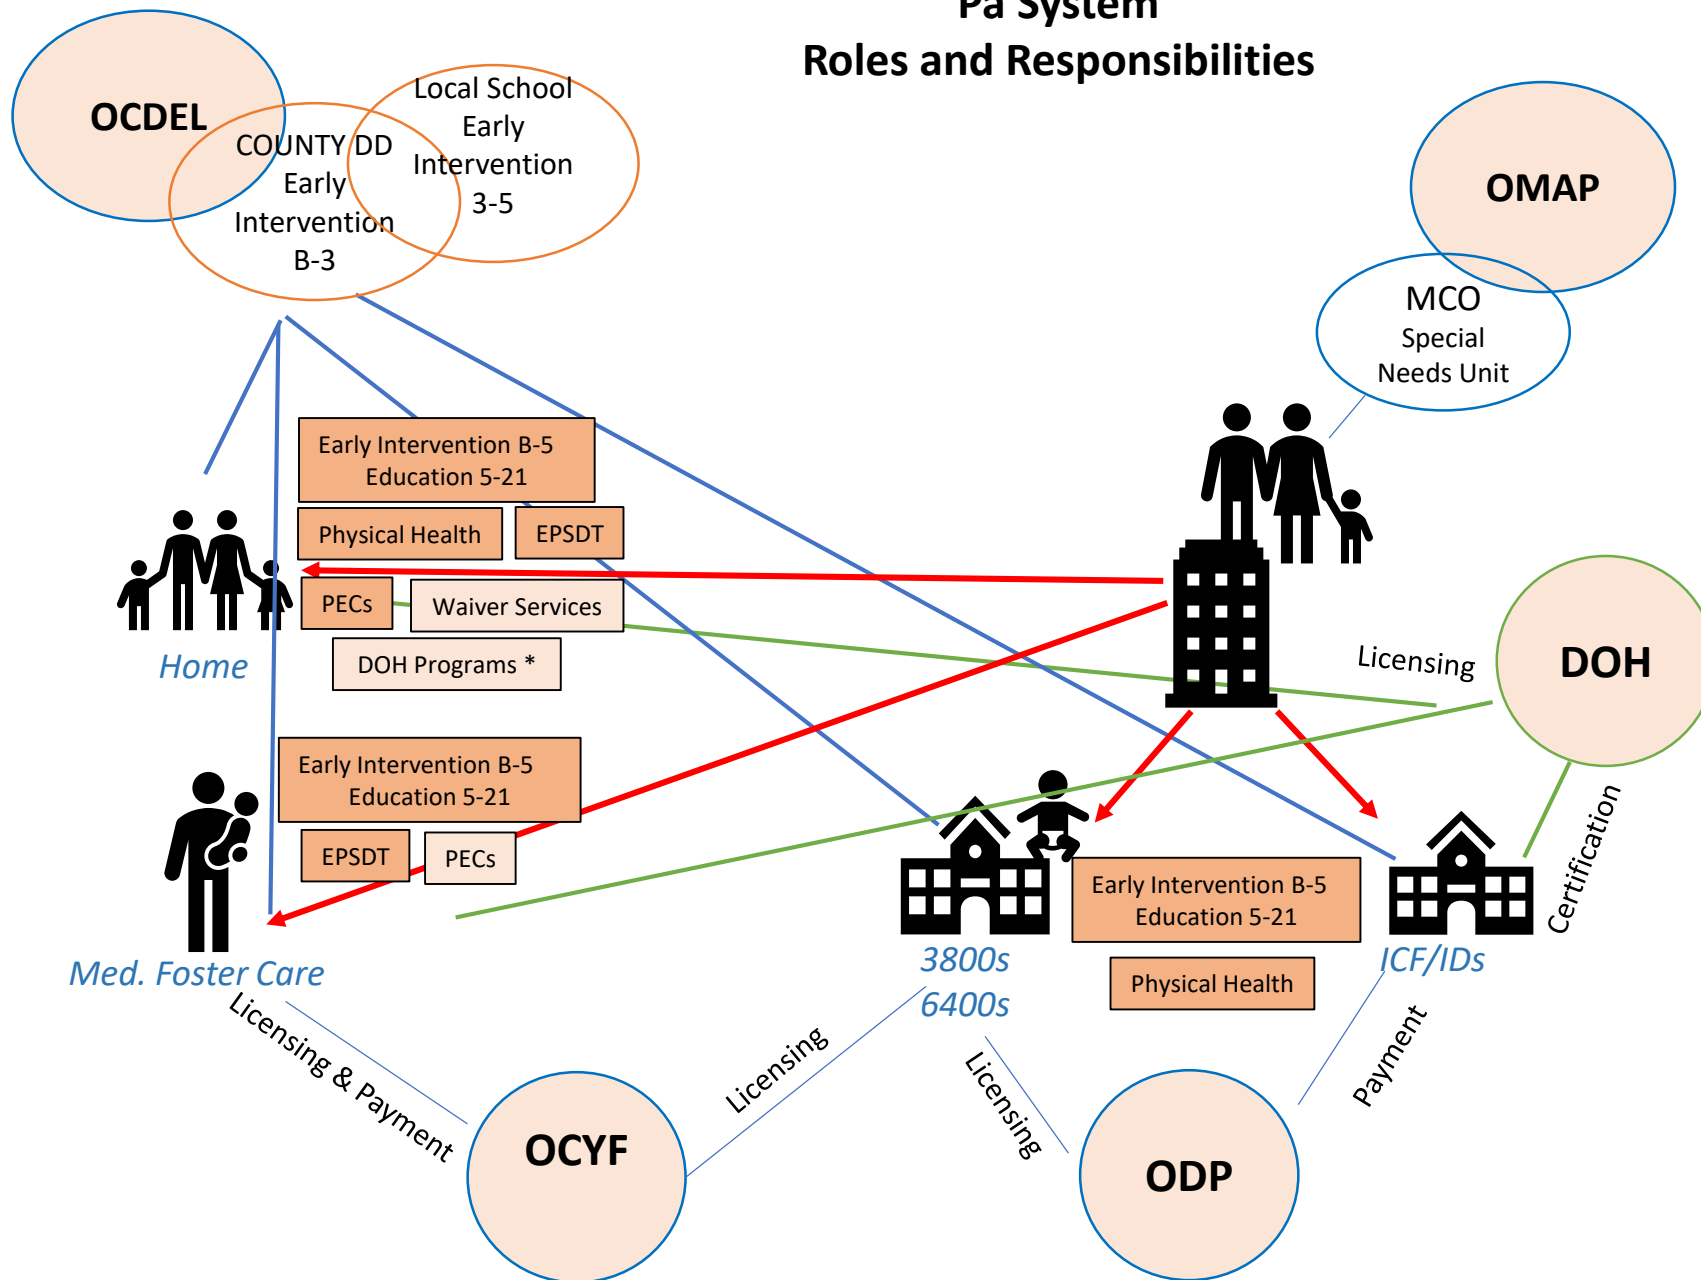 Pa System
Roles and Responsibilities
OCDEL
COUNTY DD
Early
Intervention
B-3
Local School
Early
Intervention
3-5
OMAP
MCO
Special
Needs Unit
Early Intervention B-5
Education 5-21
Physical Health
EPSDT
PECs
Waiver Services
DOH Programs *
Home
Licensing
DOH
Early Intervention B-5
Education 5-21
EPSDT
PECs
Med. Foster Care
Early Intervention B-5
Education 5-21
Physical Health
3800s
6400s
ICF/IDs
Certification
Licensing & Payment
Licensing
Licensing
Payment
OCYF
ODP